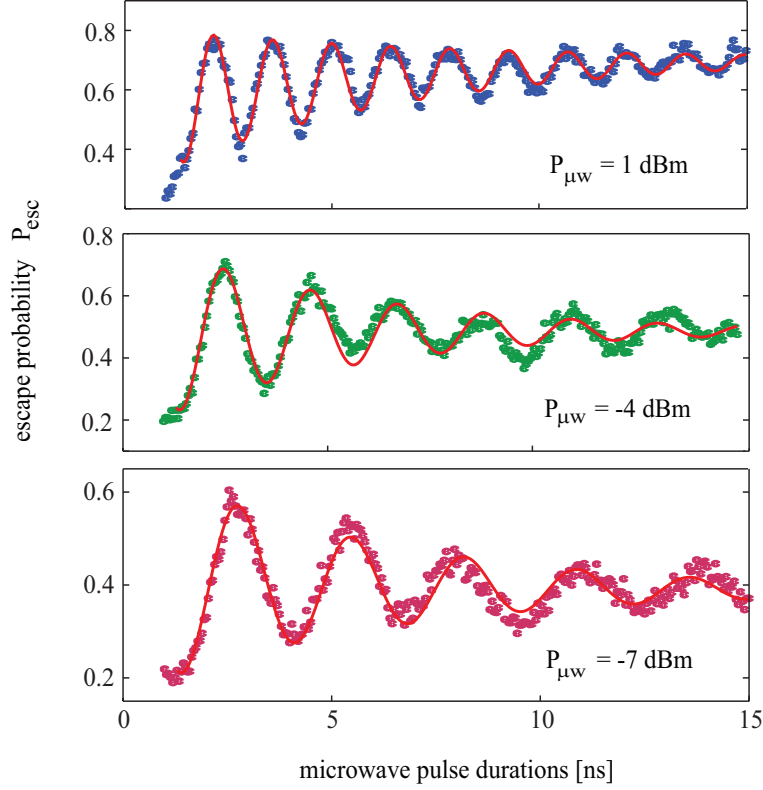 0.8
0.6
0.4
P_μw = 1 dBm
0.8
0.6
0.4
0.2
P_μw = -4 dBm
escape probability P_esc
0.6
0.4
0.2
P_μw = -7 dBm
0 5 10 15
microwave pulse durations [ns]